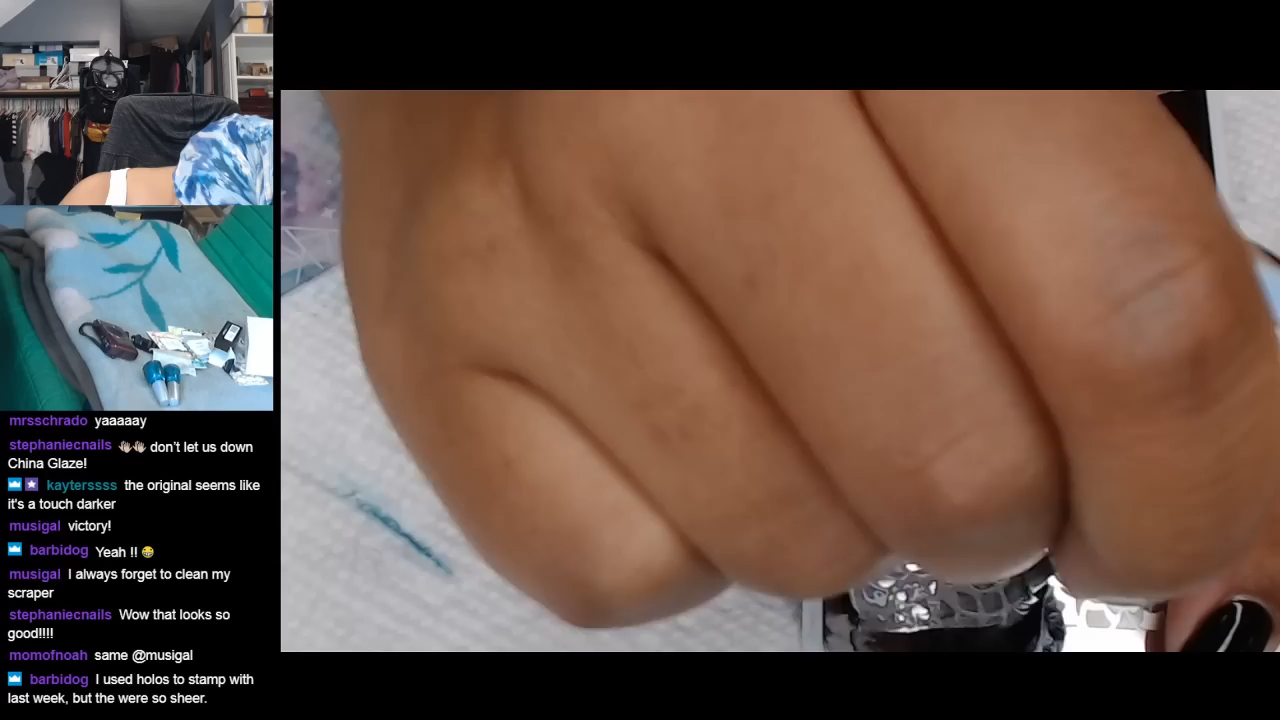 mrsschrado yaaaaay
stephaniecnails 👋🏼👋🏼 don't let us down
China Glaze!
kayterssss the original seems like
it's a touch darker
musigal victory!
barbidog Yeah !! 😂
musigal I always forget to clean my
scraper
stephaniecnails Wow that looks so
good!!!!
momofnoah same @musigal
barbidog I used holos to stamp with
last week, but the were so sheer.